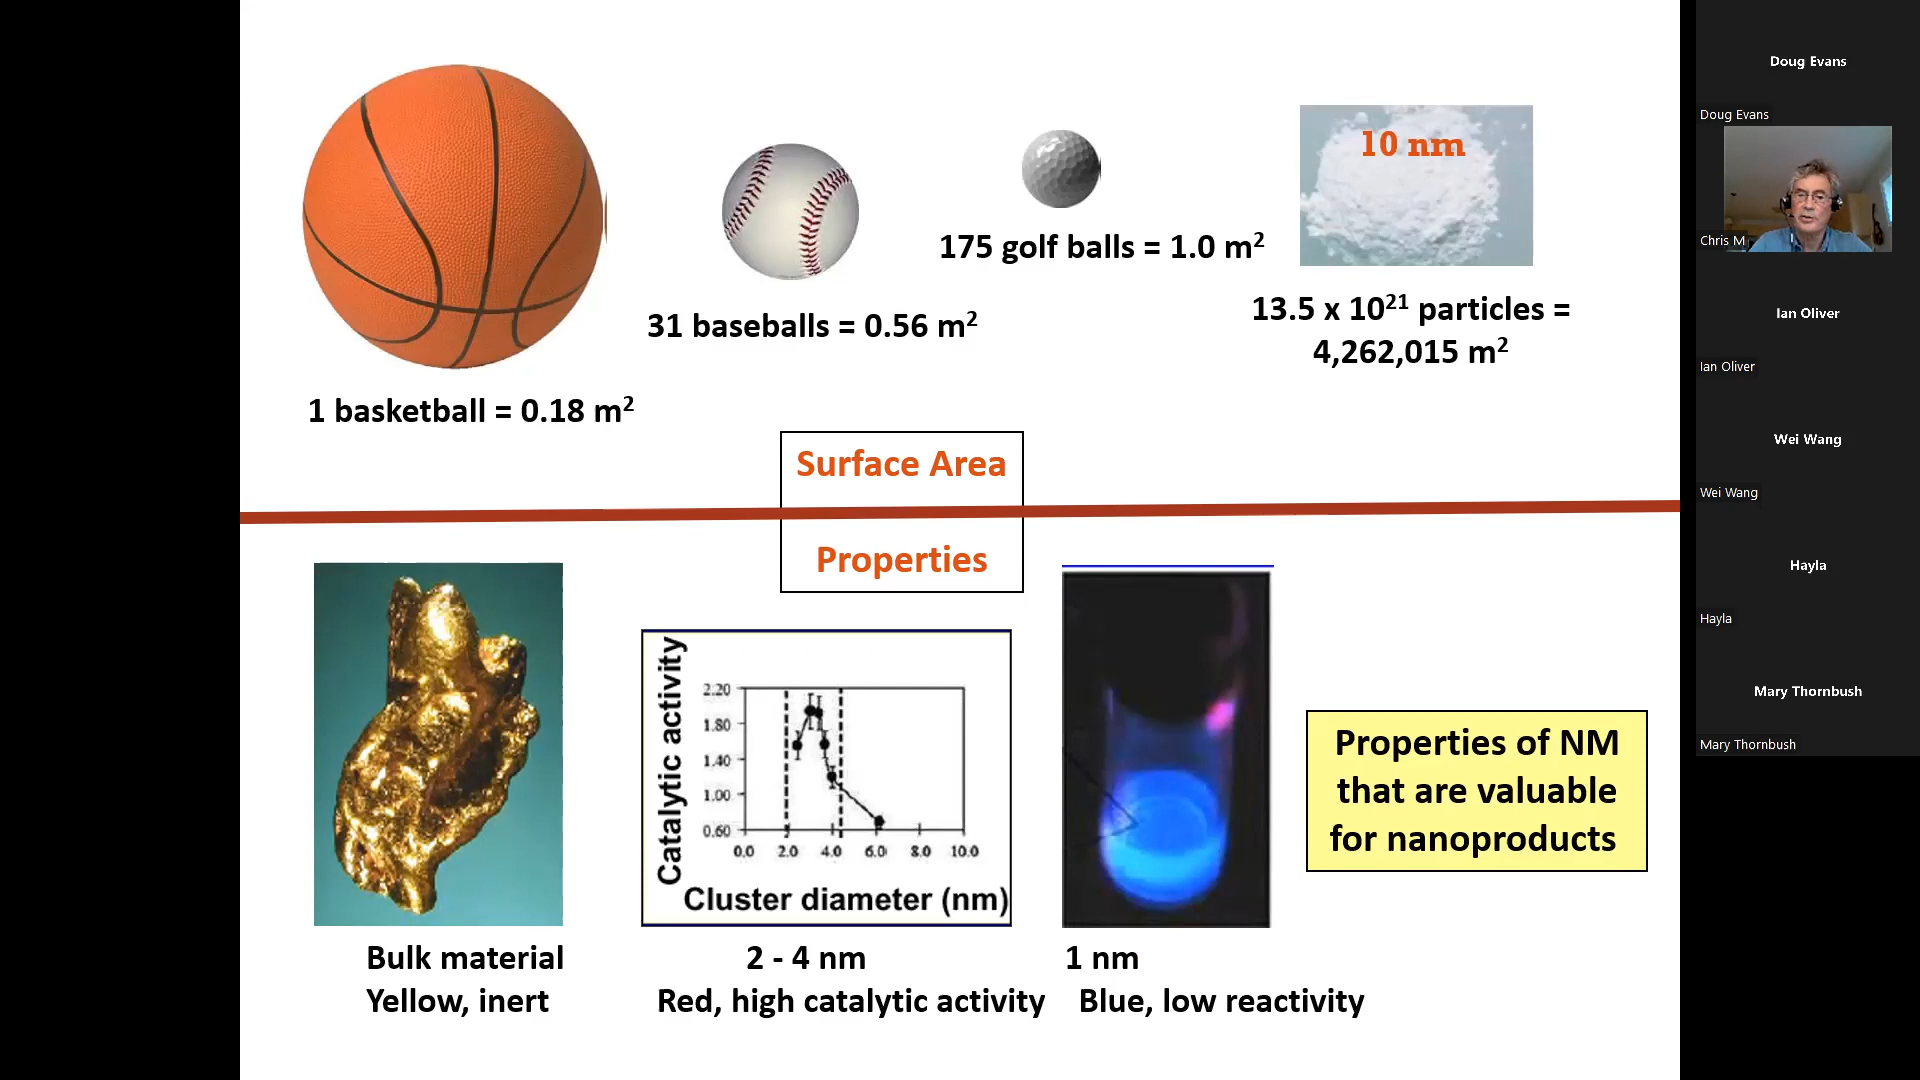 10 nm
175 golf balls = 1.0 m²
31 baseballs = 0.56 m²
13.5 x 10²¹ particles =
4,262,015 m²
1 basketball = 0.18 m²
Surface Area
Properties
Catalytic activity
2.20
1.80
1.40
1.00
0.60
0.0 2.0 4.0 6.0 8.0 10.0
Cluster diameter (nm)
Properties of NM
that are valuable
for nanoproducts
Bulk material
Yellow, inert
2 - 4 nm
Red, high catalytic activity
1 nm
Blue, low reactivity
Doug Evans
Doug Evans
Chris M
Ian Oliver
Ian Oliver
Wei Wang
Wei Wang
Hayla
Hayla
Mary Thornbush
Mary Thornbush